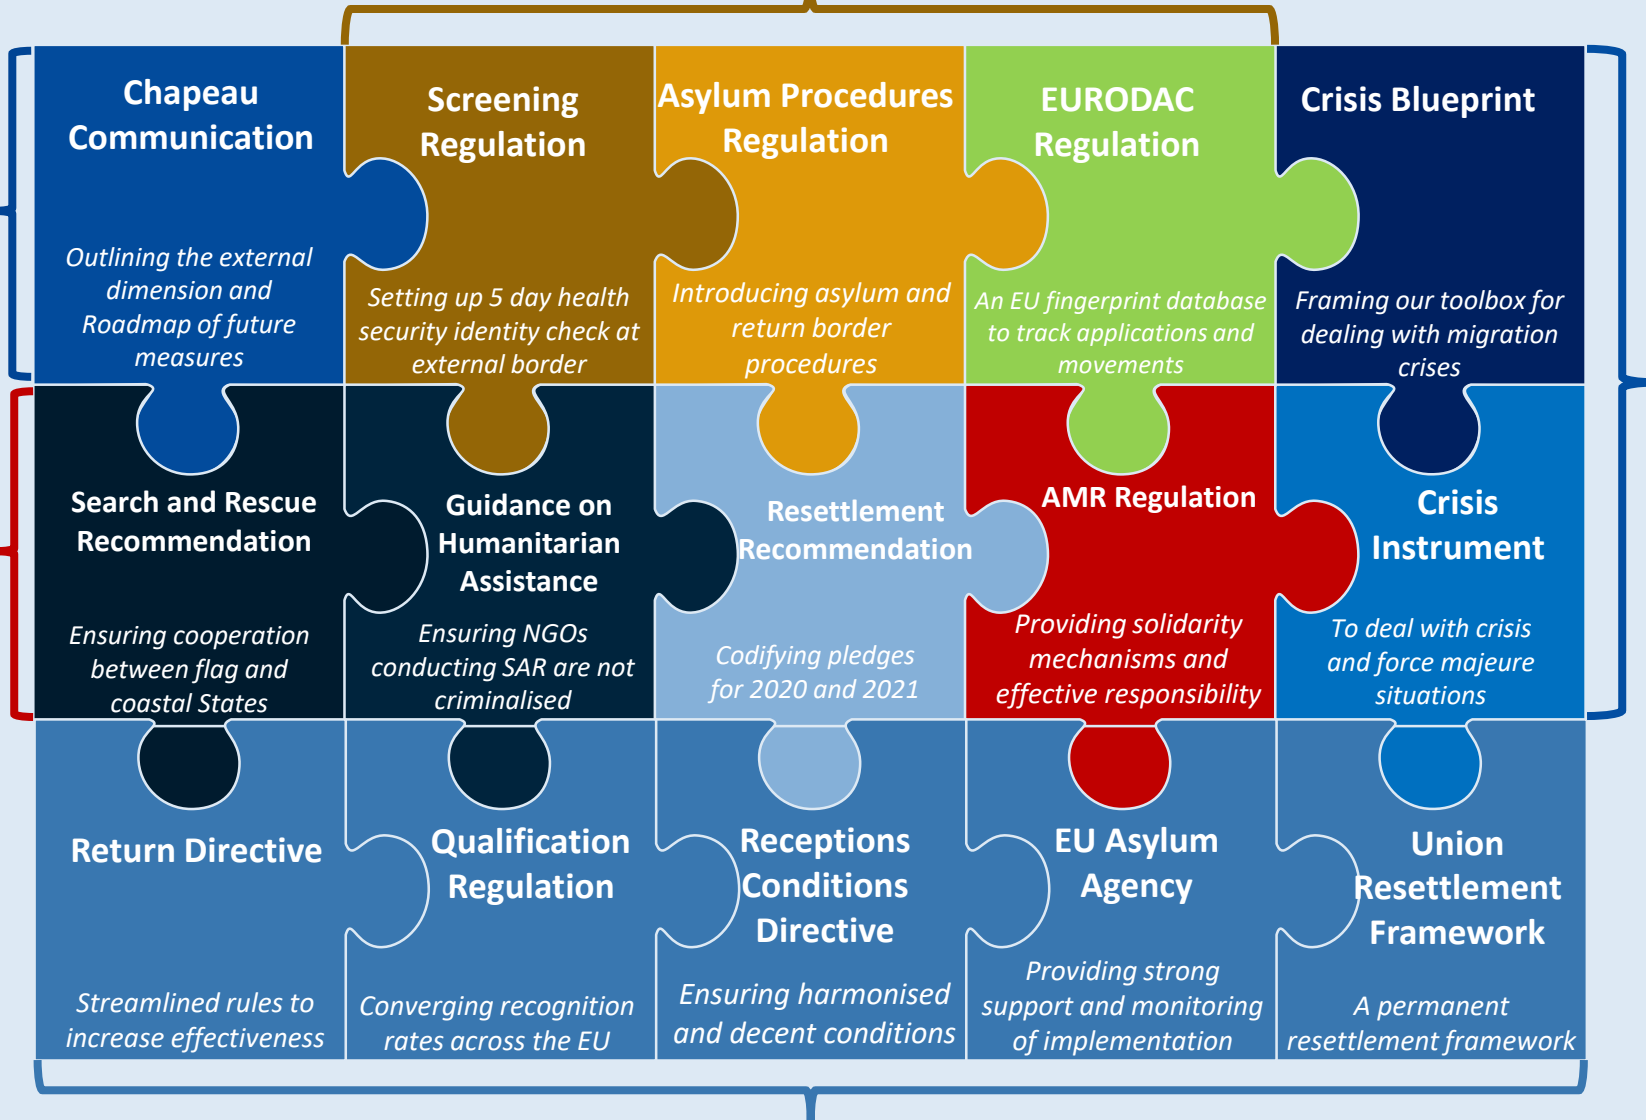 Chapeau
Communication
Outlining the external
dimension and
Roadmap of future
measures
Screening
Regulation
Setting up 5 day health
security identity check at
external border
Asylum Procedures
Regulation
Introducing asylum and
return border
procedures
EURODAC
Regulation
An EU fingerprint database
to track applications and
movements
Crisis Blueprint
Framing our toolbox for
dealing with migration
crises
Search and Rescue
Recommendation
Ensuring cooperation
between flag and
coastal States
Guidance on
Humanitarian
Assistance
Ensuring NGOs
conducting SAR are not
criminalised
Resettlement
Recommendation
Codifying pledges
for 2020 and 2021
AMR Regulation
Providing solidarity
mechanisms and
effective responsibility
Crisis
Instrument
To deal with crisis
and force majeure
situations
Return Directive
Streamlined rules to
increase effectiveness
Qualification
Regulation
Converging recognition
rates across the EU
Receptions
Conditions
Directive
Ensuring harmonised
and decent conditions
EU Asylum
Agency
Providing strong
support and monitoring
of implementation
Union
Resettlement
Framework
A permanent
resettlement framework